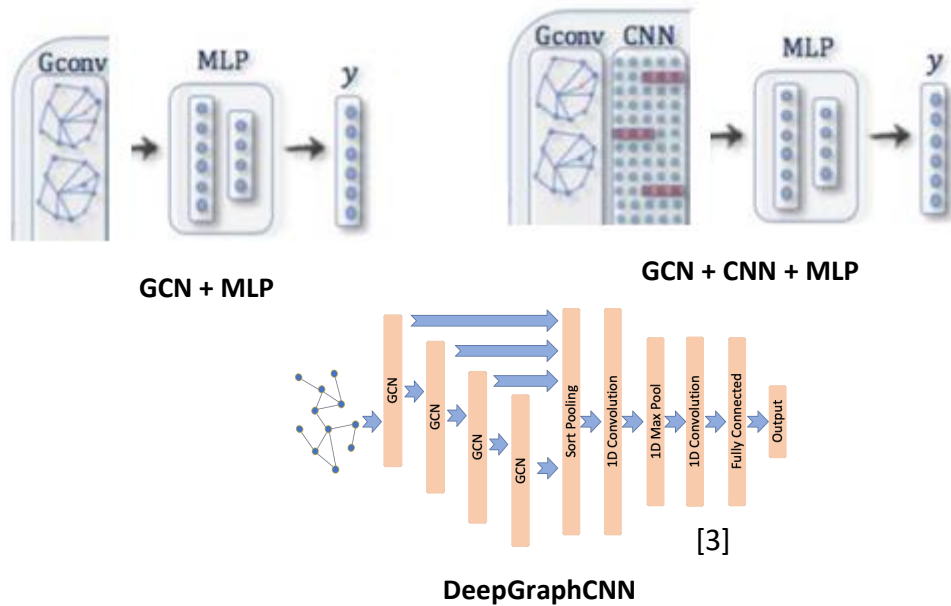 Gconv
MLP
y
GCN + MLP
Gconv CNN
MLP
y
GCN + CNN + MLP
GCN
GCN
GCN
GCN
Sort Pooling
1D Convolution
1D Max Pool
1D Convolution
Fully Connected
Output
[3]
DeepGraphCNN